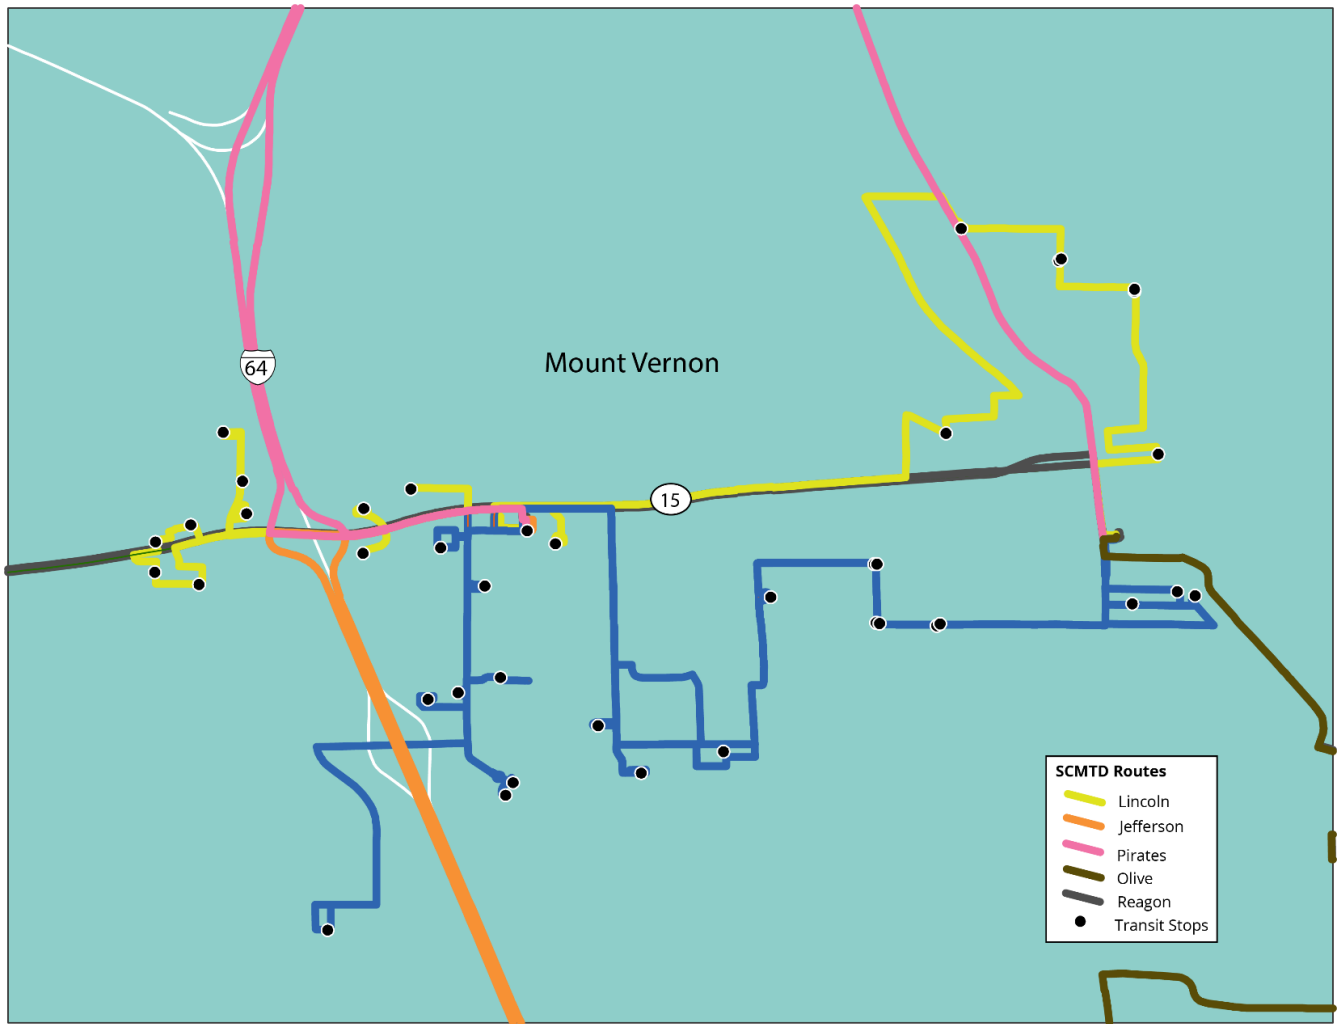 64
Mount Vernon
15
SCMTD Routes
Lincoln
Jefferson
Pirates
Olive
Reagon
Transit Stops